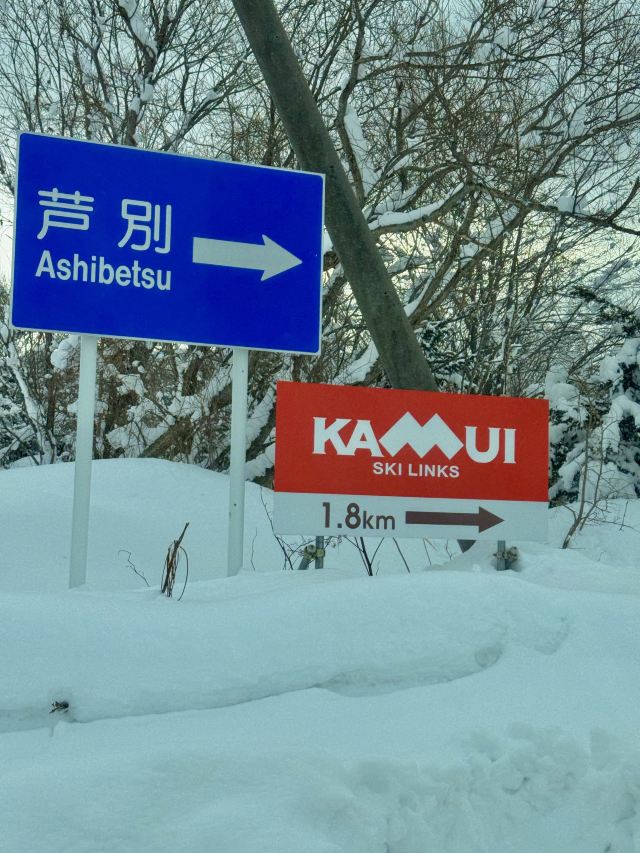 芦別
Ashibetsu
KAMUI
SKI LINKS
1.8km